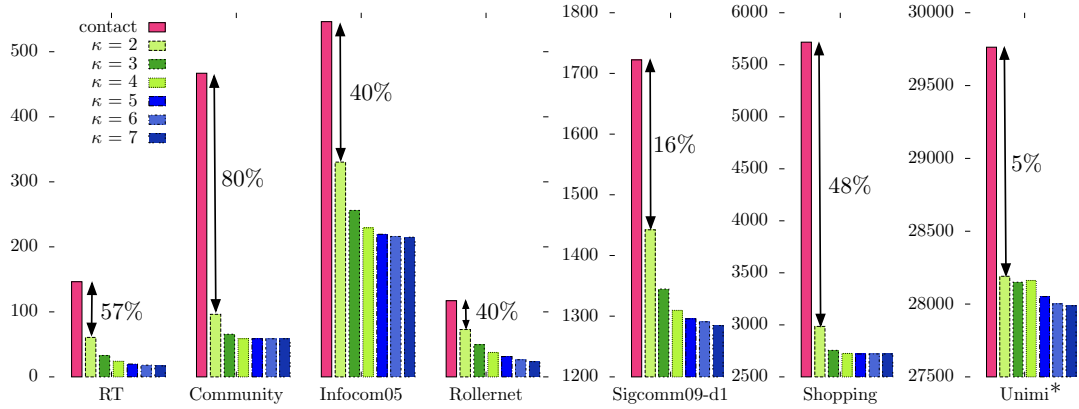 contact
κ = 2
κ = 3
κ = 4
κ = 5
κ = 6
κ = 7
500
400
300
200
100
0
57%
80%
40%
40%
RT
Community
Infocom05
Rollernet
1800
1700
1600
1500
1400
1300
1200
16%
Sigcomm09-d1
6000
5500
5000
4500
4000
3500
3000
2500
48%
Shopping
30000
29500
29000
28500
28000
27500
5%
Unimi*